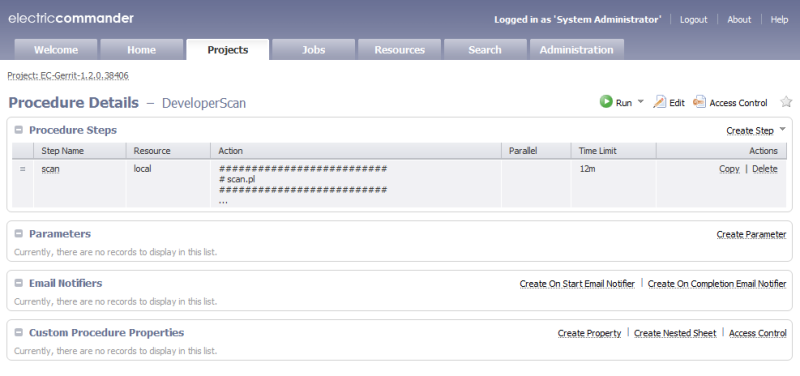 electriccommander
Logged in as 'System Administrator' | Logout | About | Help
Welcome Home Projects Jobs Resources Search Administration
Project: EC-Gerrit-1.2.0.38406
Procedure Details – DeveloperScan
Run Edit Access Control
Procedure Steps Create Step
Step Name Resource Action Parallel Time Limit Actions
scan local ########################## 12m Copy | Delete
# scan.pl
##########################
...
Parameters Create Parameter
Currently, there are no records to display in this list.
Email Notifiers Create On Start Email Notifier | Create On Completion Email Notifier
Currently, there are no records to display in this list.
Custom Procedure Properties Create Property | Create Nested Sheet | Access Control
Currently, there are no records to display in this list.